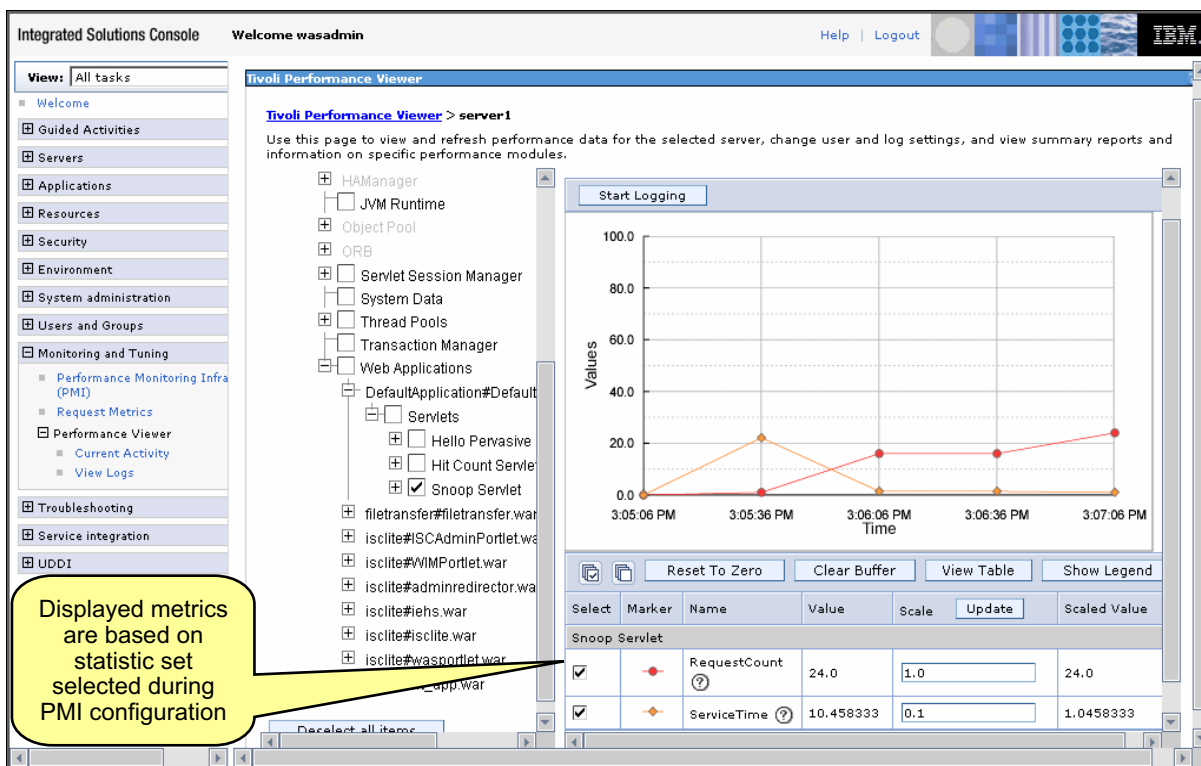 Integrated Solutions Console Welcome wasadmin Help | Logout IBM.
View: All tasks
Welcome
Guided Activities
Servers
Applications
Resources
Security
Environment
System administration
Users and Groups
Monitoring and Tuning
Performance Monitoring Infra
(PMI)
Request Metrics
Performance Viewer
Current Activity
View Logs
Troubleshooting
Service integration
UDDI
Displayed metrics
are based on
statistic set
selected during
PMI configuration
Tivoli Performance Viewer
Tivoli Performance Viewer > server1
Use this page to view and refresh performance data for the selected server, change user and log settings, and view summary reports and
information on specific performance modules.
HAManager
JVM Runtime
Object Pool
ORB
Servlet Session Manager
System Data
Thread Pools
Transaction Manager
Web Applications
DefaultApplication#Default
Servlets
Hello Pervasive
Hit Count Servle
Snoop Servlet
filetransfer#filetransfer.war
isclite#ISCAdminPortlet.wa
isclite#WIMPortlet.war
isclite#adminredirector.wa
isclite#iehs.war
isclite#isclite.war
isclite#wasportlet.war
_app.war
Deselect all items
Start Logging
100.0
80.0
60.0
40.0
20.0
0.0
Values
3:05:06 PM 3:05:36 PM 3:06:06 PM 3:06:36 PM 3:07:06 PM
Time
Reset To Zero Clear Buffer View Table Show Legend
Select Marker Name Value Scale Update Scaled Value
Snoop Servlet
RequestCount 24.0 1.0 24.0
ServiceTime 10.458333 0.1 1.0458333